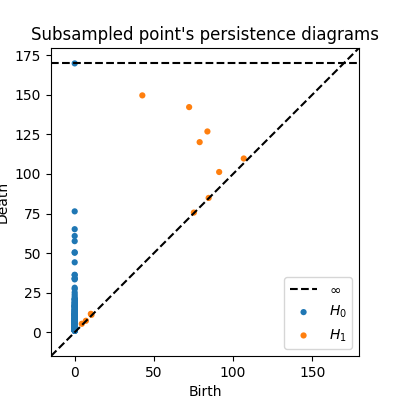 Subsampled point's persistence diagrams
175
150
125
100
75
50
25
0
Death
0
50
100
150
Birth
∞
H₀
H₁